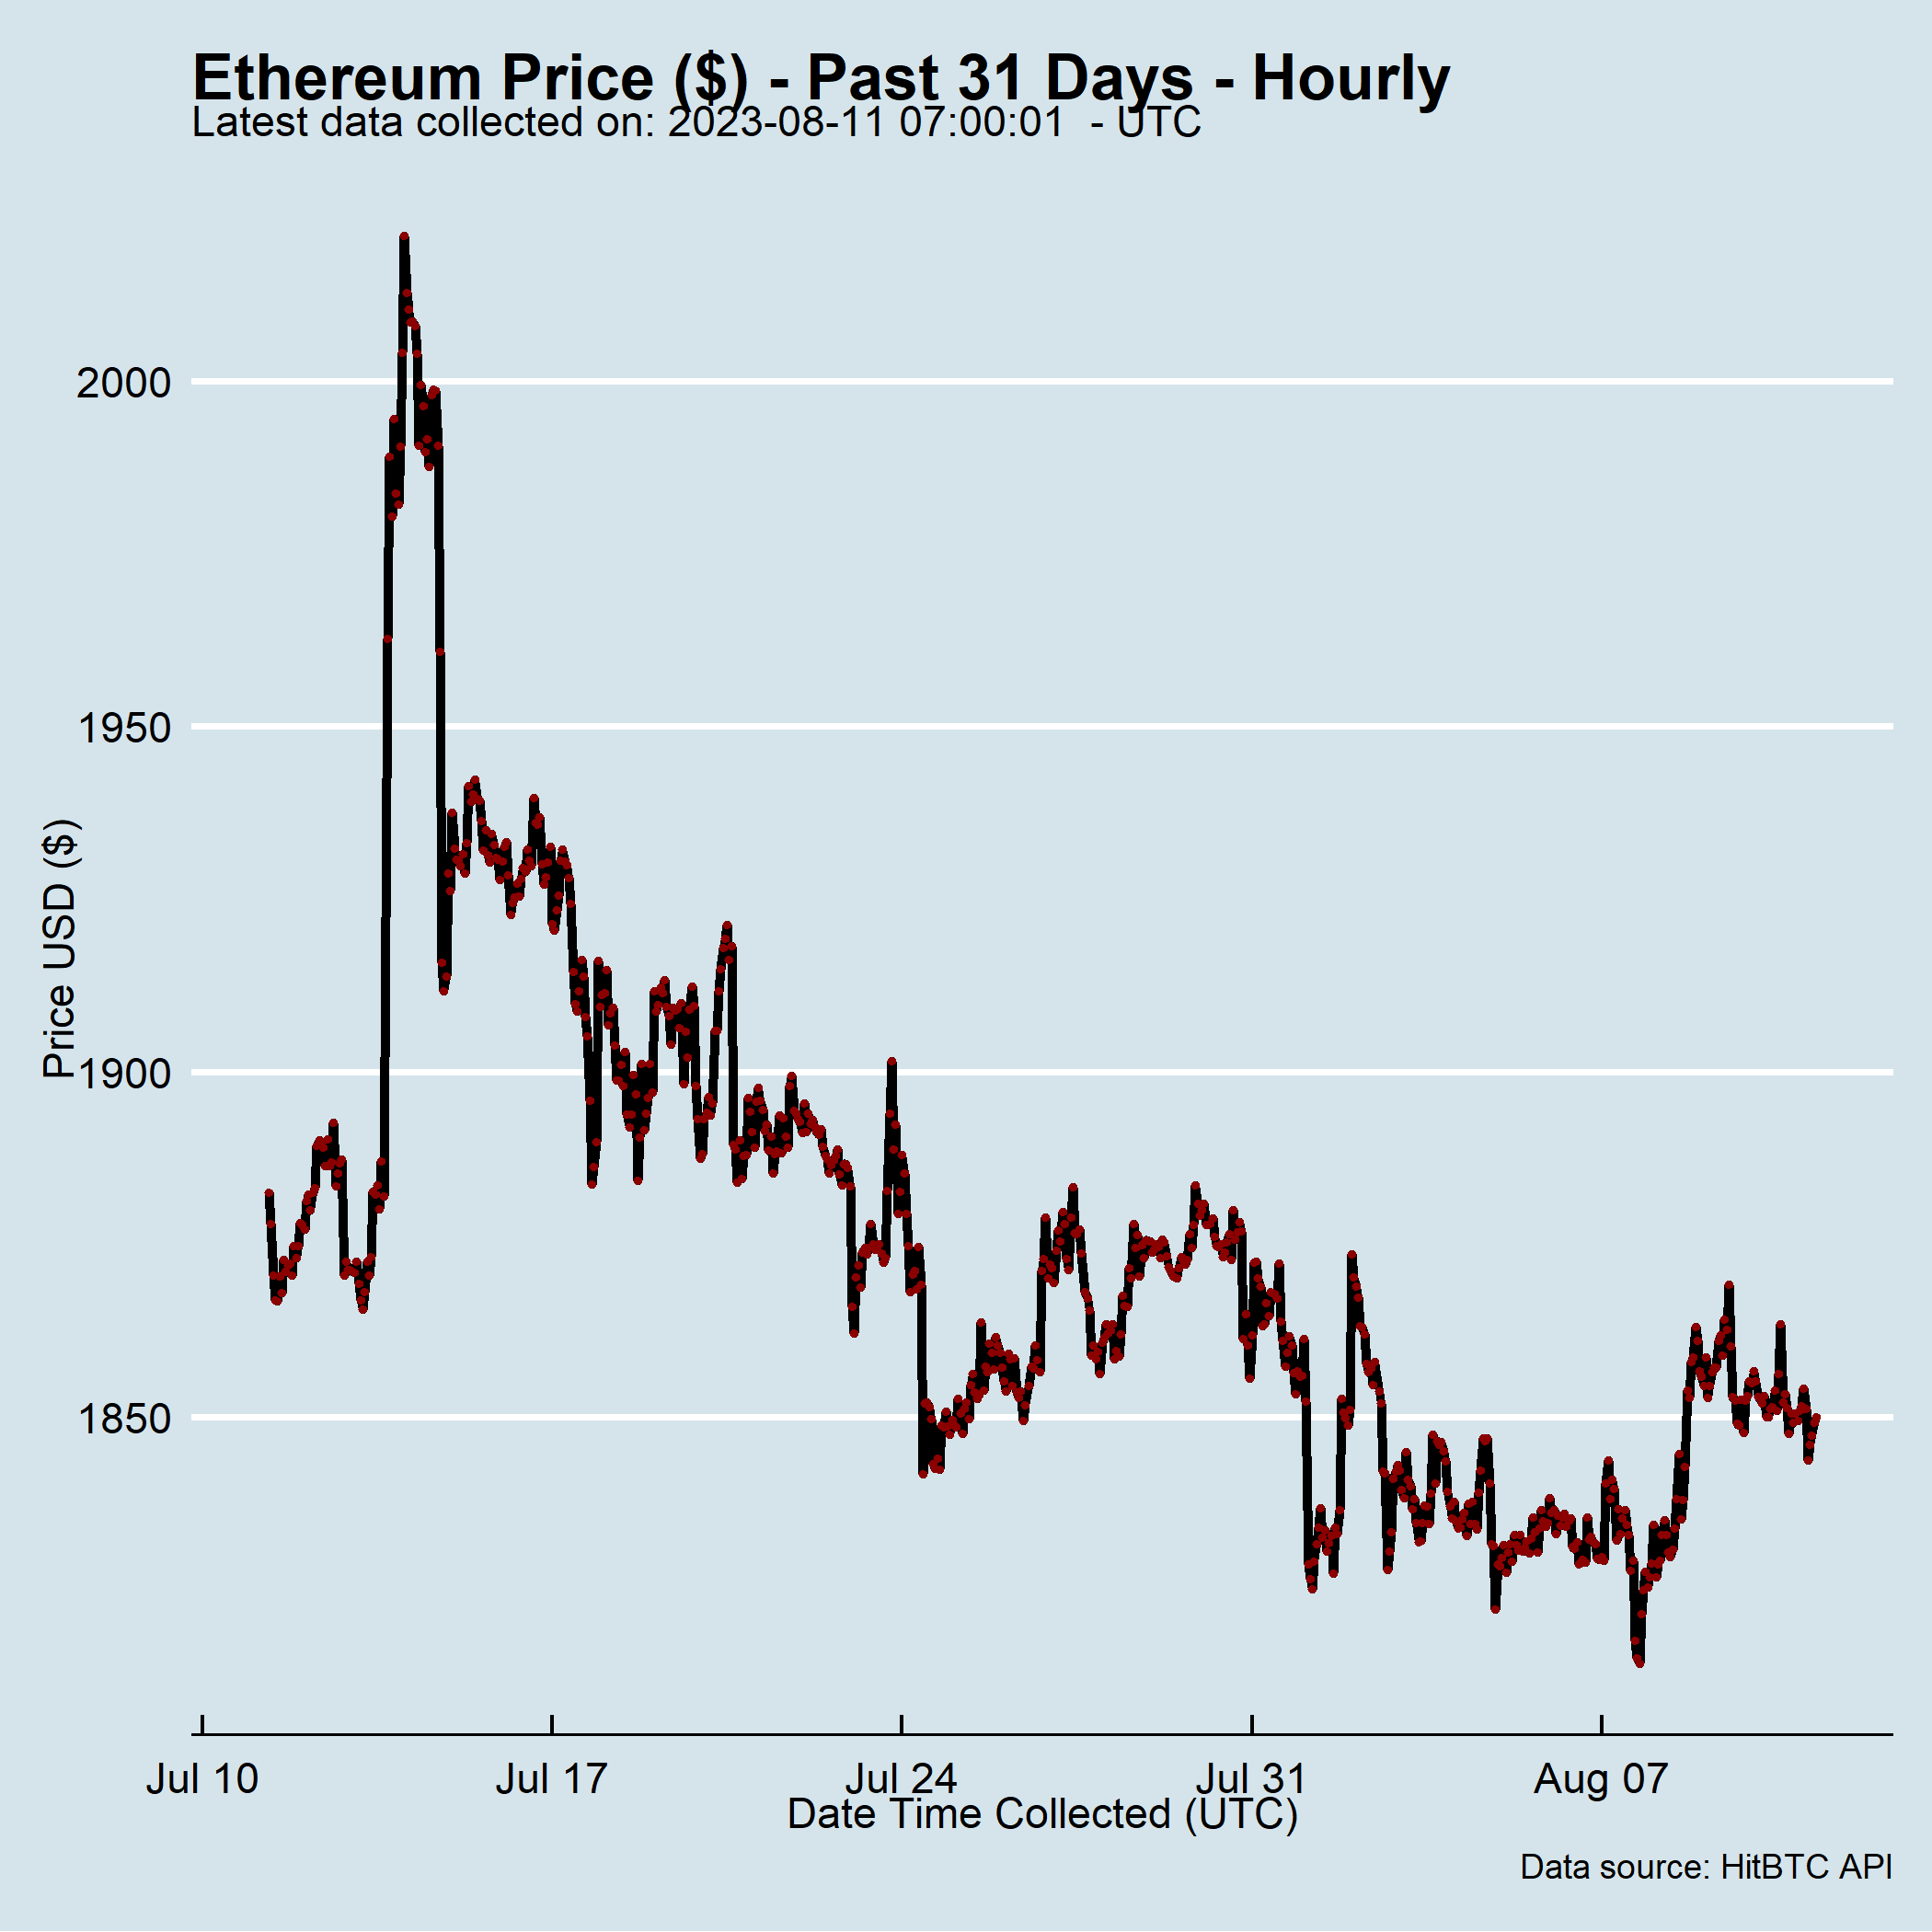 Ethereum Price ($) - Past 31 Days - Hourly
Latest data collected on: 2023-08-11 07:00:01  - UTC
2000
1950
1900
1850
Price USD ($)
Jul 10
Jul 17
Jul 24
Jul 31
Aug 07
Date Time Collected (UTC)
Data source: HitBTC API